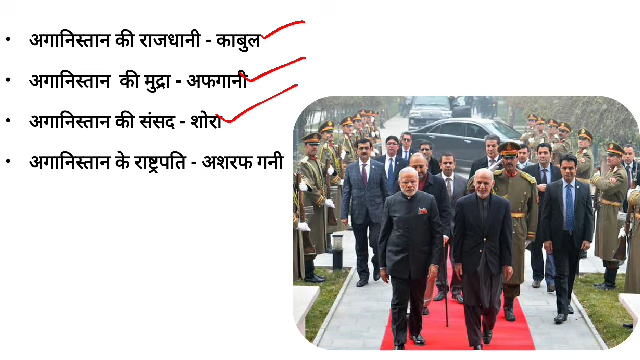 • अगानिस्तान की राजधानी - काबुल
• अगानिस्तान की मुद्रा - अफगानी
• अगानिस्तान की संसद - शोरा
• अगानिस्तान के राष्ट्रपति - अशरफ गनी